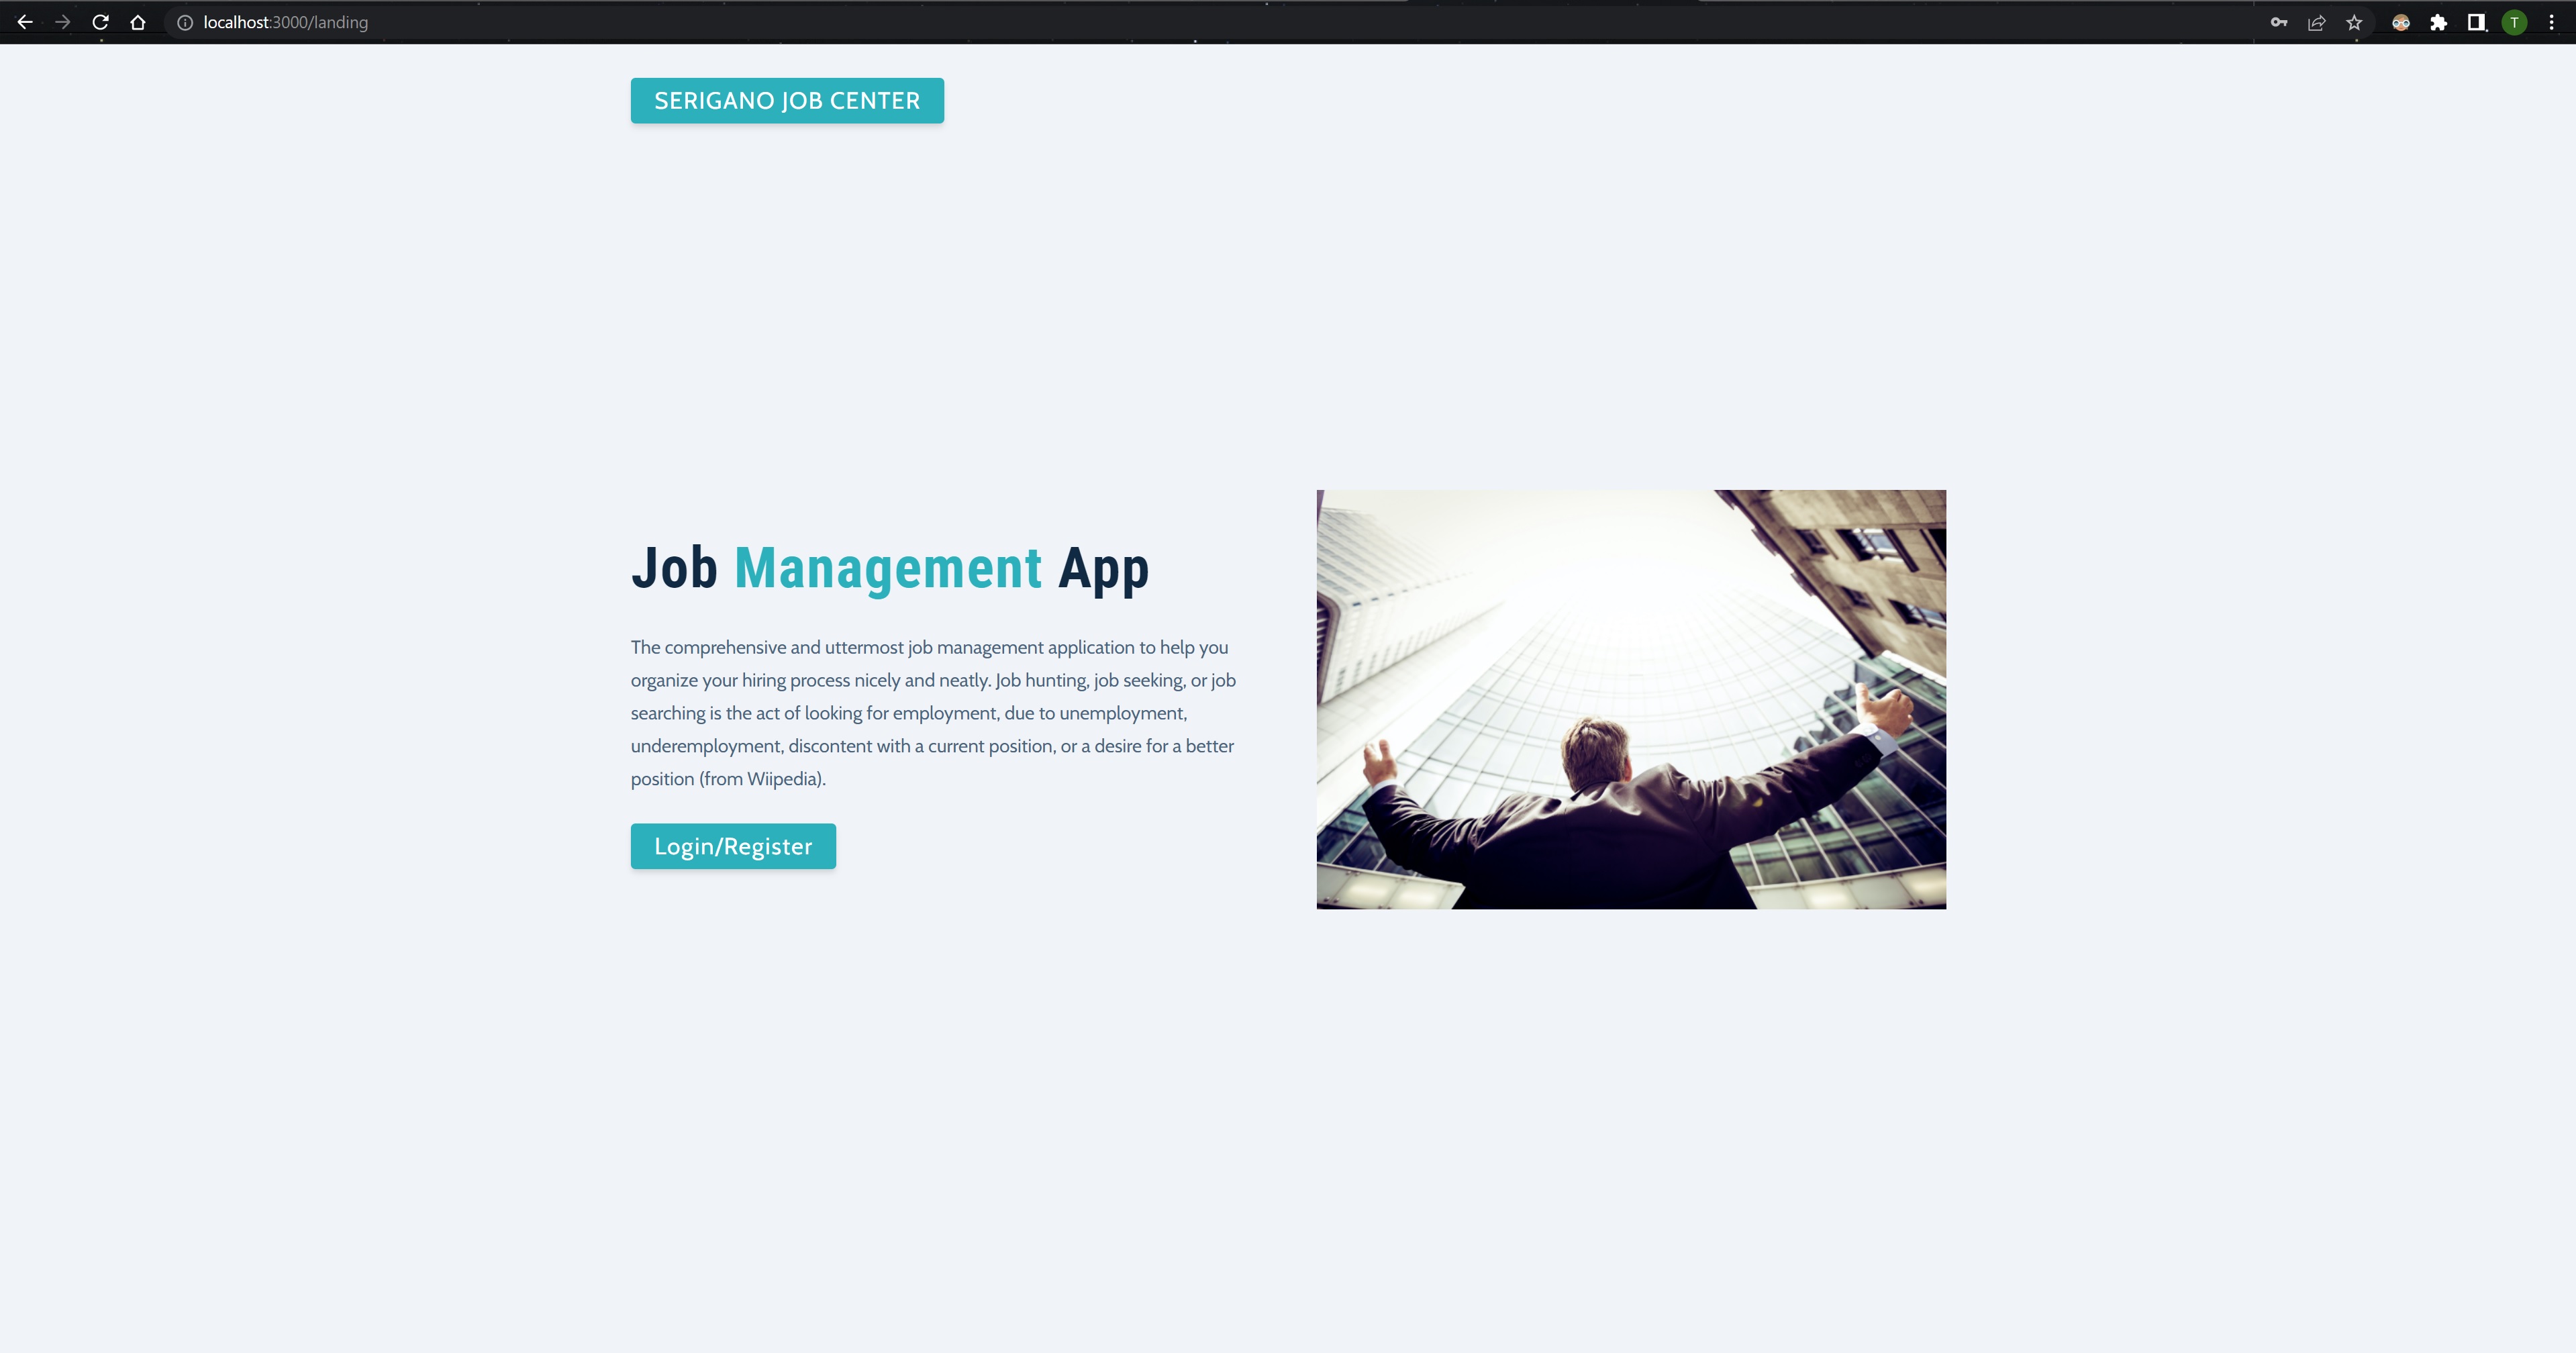 localhost:3000/landing
T
SERIGANO JOB CENTER
Job Management App
The comprehensive and uttermost job management application to help you
organize your hiring process nicely and neatly. Job hunting, job seeking, or job
searching is the act of looking for employment, due to unemployment,
underemployment, discontent with a current position, or a desire for a better
position (from Wiipedia).
Login/Register